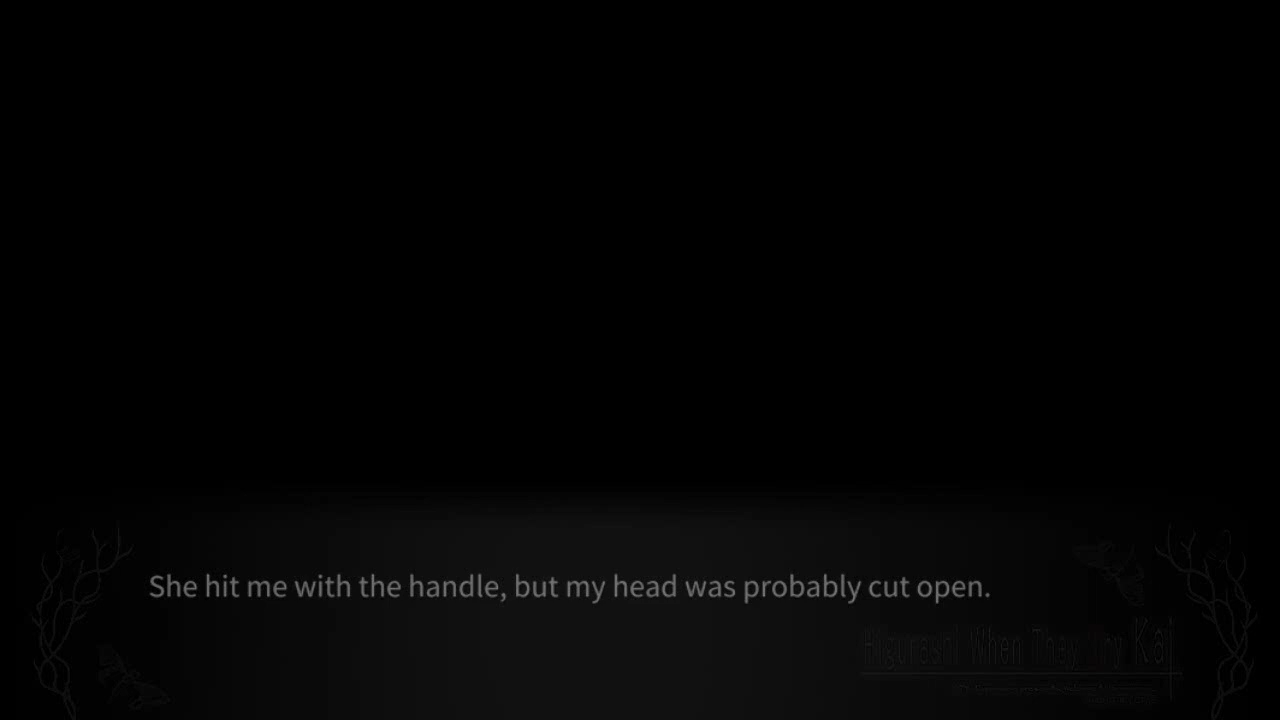 She hit me with the handle, but my head was probably cut open.
Higurashi When They Cry Kai